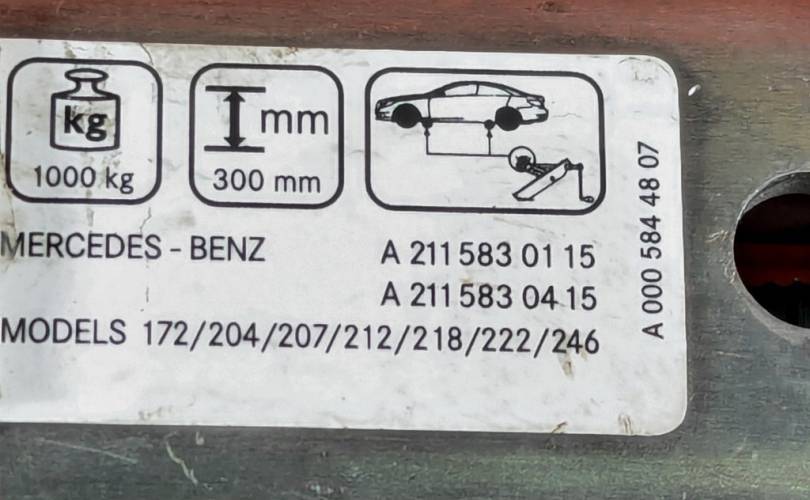 kg
1000 kg
mm
300 mm
MERCEDES - BENZ
A 211 583 01 15
A 211 583 04 15
MODELS 172/204/207/212/218/222/246
A 000 584 48 07